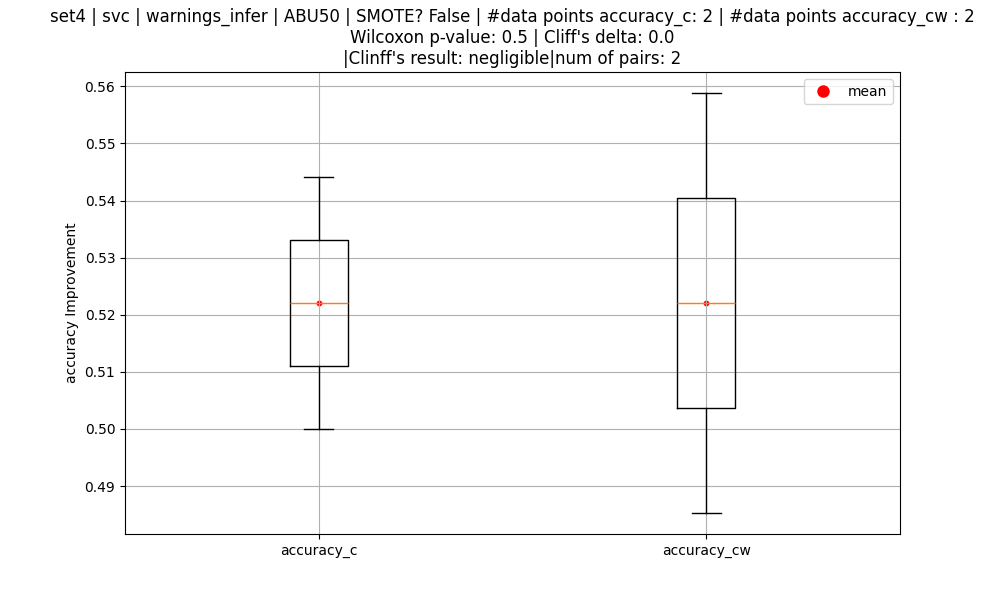 set4 | svc | warnings_infer | ABU50 | SMOTE? False | #data points accuracy_c: 2 | #data points accuracy_cw : 2
Wilcoxon p-value: 0.5 | Cliff's delta: 0.0
|Clinff's result: negligible|num of pairs: 2
mean
0.56
0.55
0.54
0.53
0.52
0.51
0.50
0.49
accuracy Improvement
accuracy_c
accuracy_cw